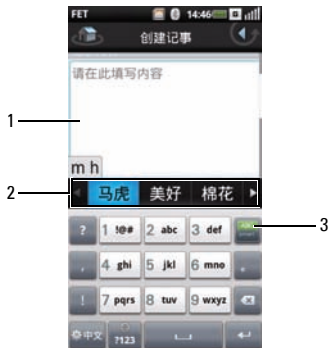 FET 14:46
创建记事
请在此填写内容
1
m h
2
马虎 美好 棉花
3
? 1 !@# 2 abc 3 def
, 4 ghi 5 jkl 6 mno 。
! 7 pqrs 8 tuv 9 wxyz
中文 ?123